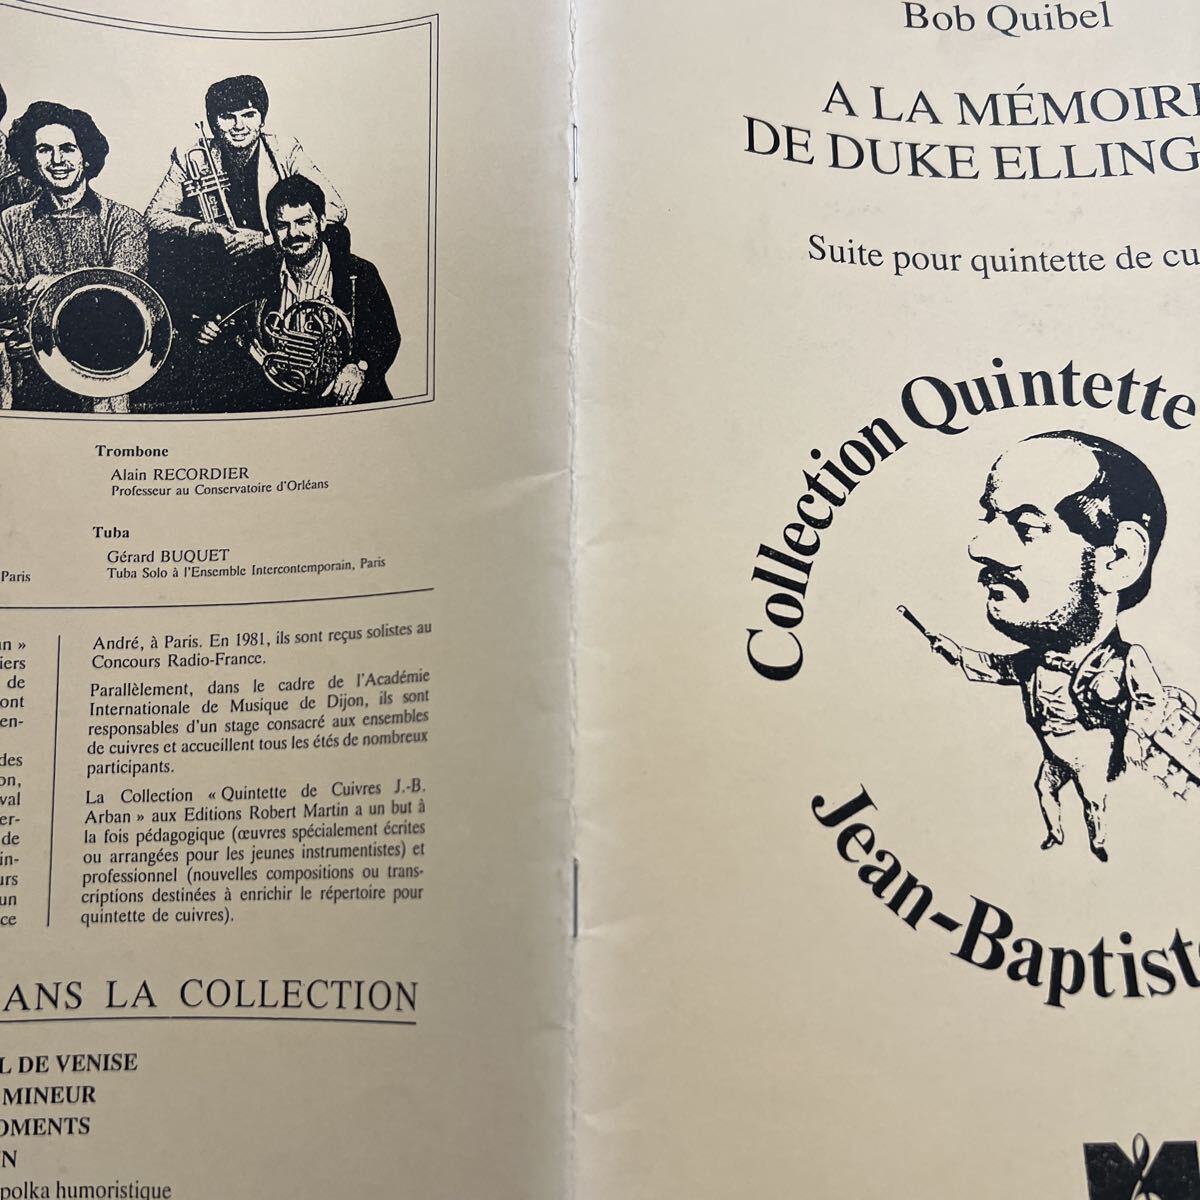 Trombone
Alain RECORDIER
Professeur au Conservatoire d'Orléans
Tuba
Gérard BUQUET
Tuba Solo à l'Ensemble Intercontemporain, Paris
Paris
»
de
ont
des
de
un
ce
André, à Paris. En 1981, ils sont reçus solistes au
Concours Radio-France.
Parallèlement, dans le cadre de l'Académie
Internationale de Musique de Dijon, ils sont
responsables d'un stage consacré aux ensembles
de cuivres et accueillent tous les étés de nombreux
participants.
La Collection « Quintette de Cuivres J.-B.
Arban » aux Editions Robert Martin a un but à
la fois pédagogique (œuvres spécialement écrites
ou arrangées pour les jeunes instrumentistes) et
professionnel (nouvelles compositions ou trans-
criptions destinées à enrichir le répertoire pour
quintette de cuivres).
ANS LA COLLECTION
L DE VENISE
MINEUR
OMENTS
N
polka humoristique
Bob Quibel
A LA MÉMOIRE
DE DUKE ELLING
Suite pour quintette de cu
Collection Quintette
Jean-Baptiste